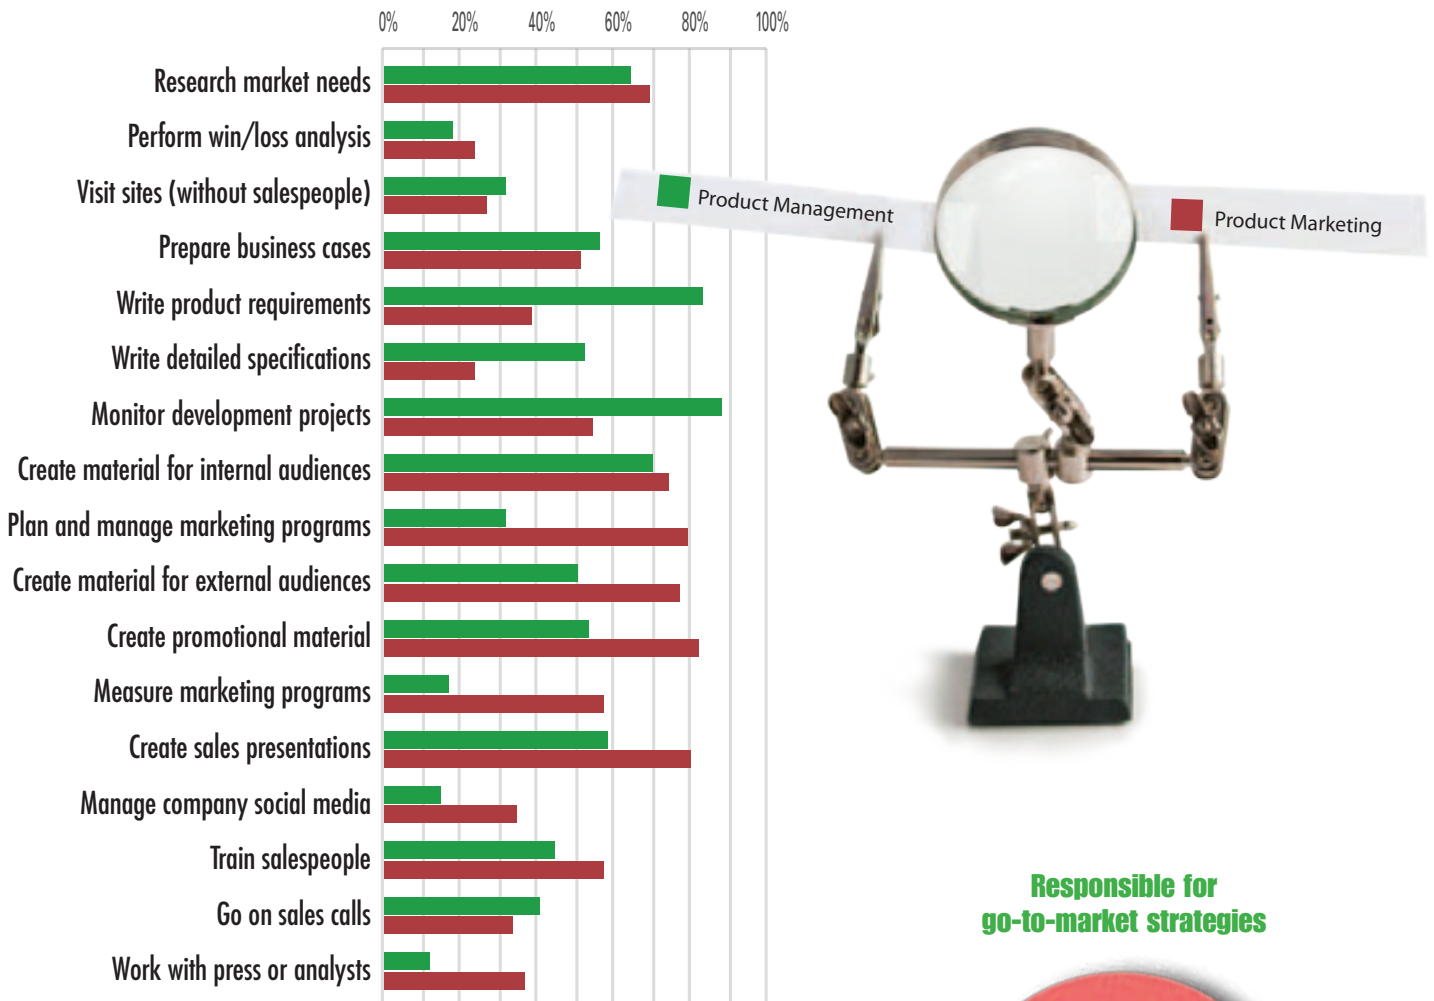 0% 20% 40% 60% 80% 100%
Research market needs
Perform win/loss analysis
Visit sites (without salespeople)
Product Management
Product Marketing
Prepare business cases
Write product requirements
Write detailed specifications
Monitor development projects
Create material for internal audiences
Plan and manage marketing programs
Create material for external audiences
Create promotional material
Measure marketing programs
Create sales presentations
Manage company social media
Train salespeople
Go on sales calls
Work with press or analysts
Responsible for
go-to-market strategies